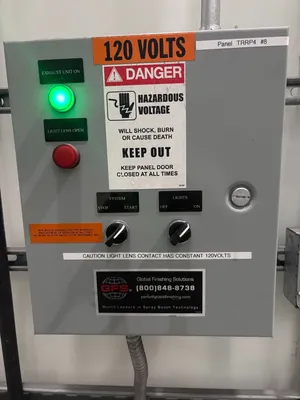 120 VOLTS
Panel TRRP4 #8
EXHAUST UNIT ON
DANGER
HAZARDOUS
VOLTAGE
WILL SHOCK, BURN
OR CAUSE DEATH
KEEP OUT
KEEP PANEL DOOR
CLOSED AT ALL TIMES
LIGHT LENS OPEN
SYSTEM
STOP START
LIGHTS
OFF ON
CAUTION LIGHT LENS CONTACT HAS CONSTANT 120VOLTS
GFS
Global Finishing Solutions
(800)848-8738
World Leaders in Spray Booth Technology